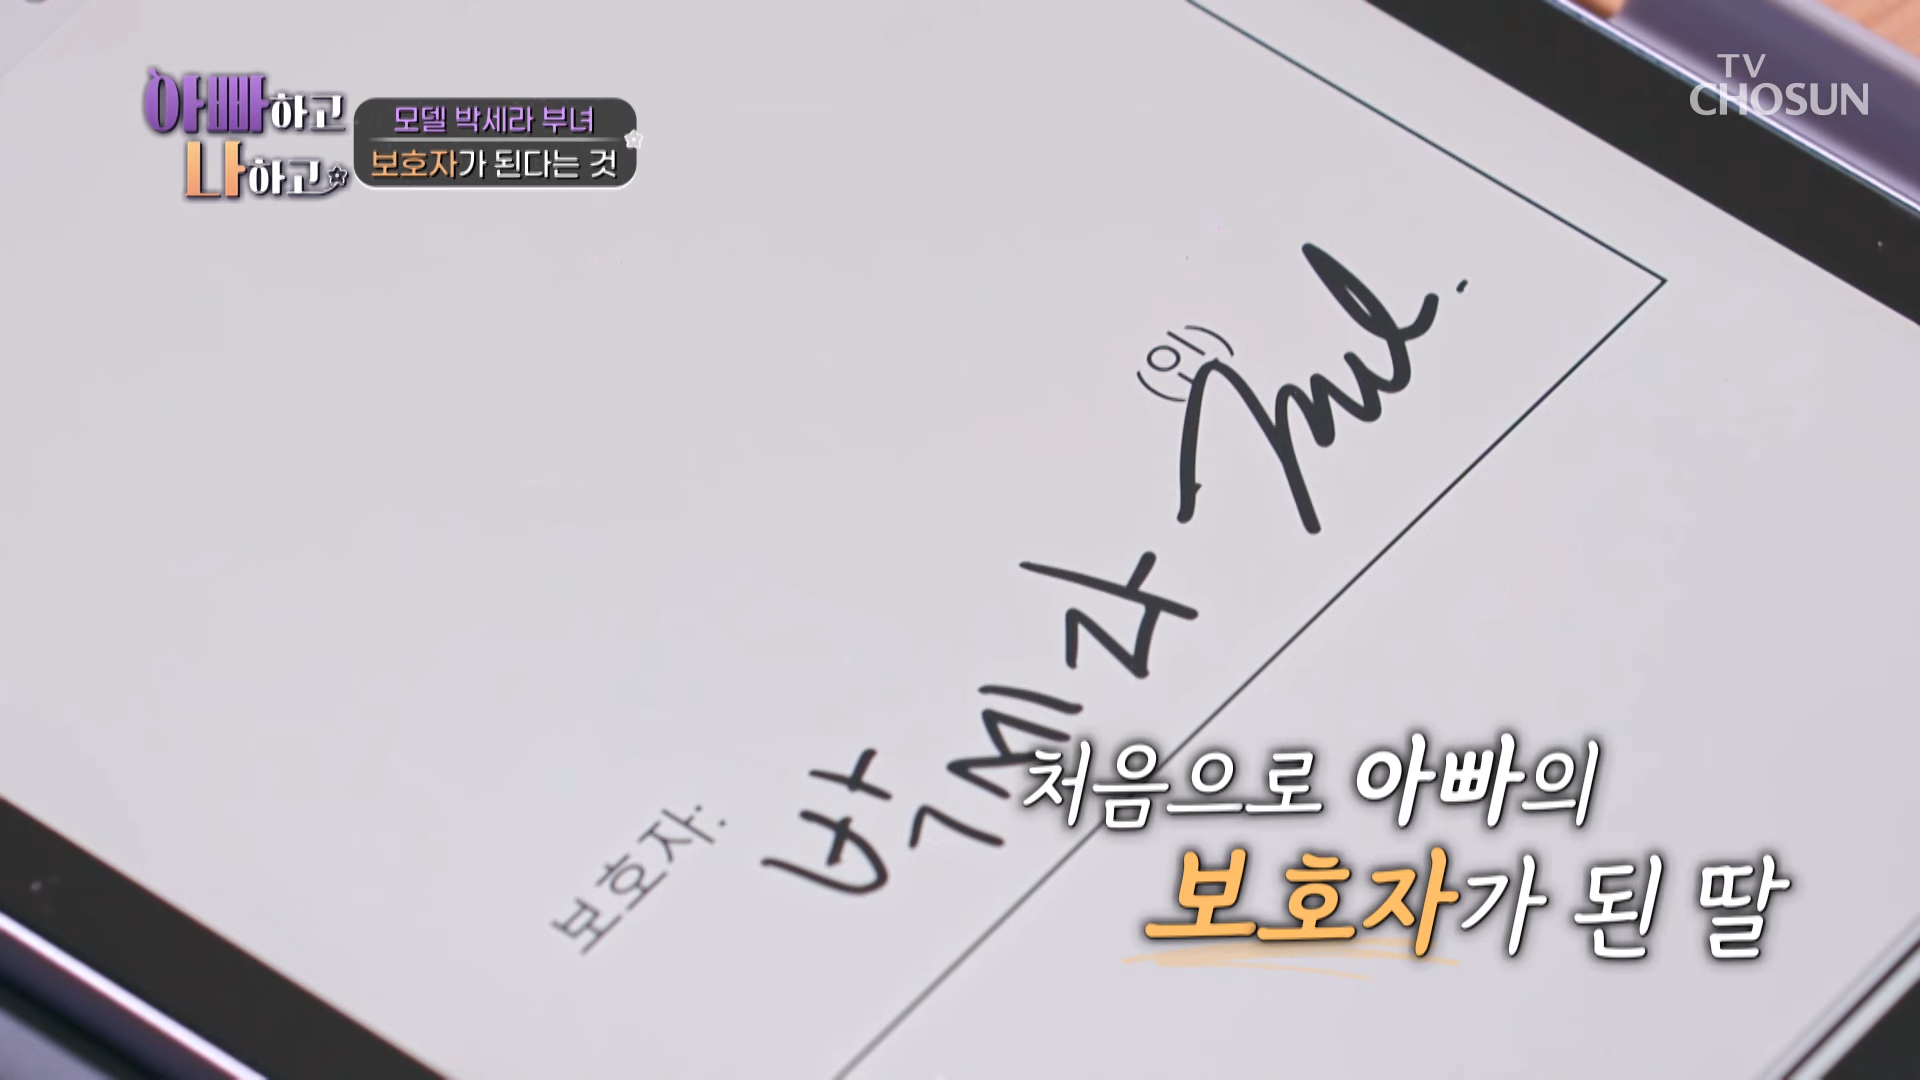 아빠하고
나하고
모델 박세라 부녀
보호자가 된다는 것
TV
CHOSUN
(인)
보호자: 박세라
처음으로 아빠의
보호자가 된 딸